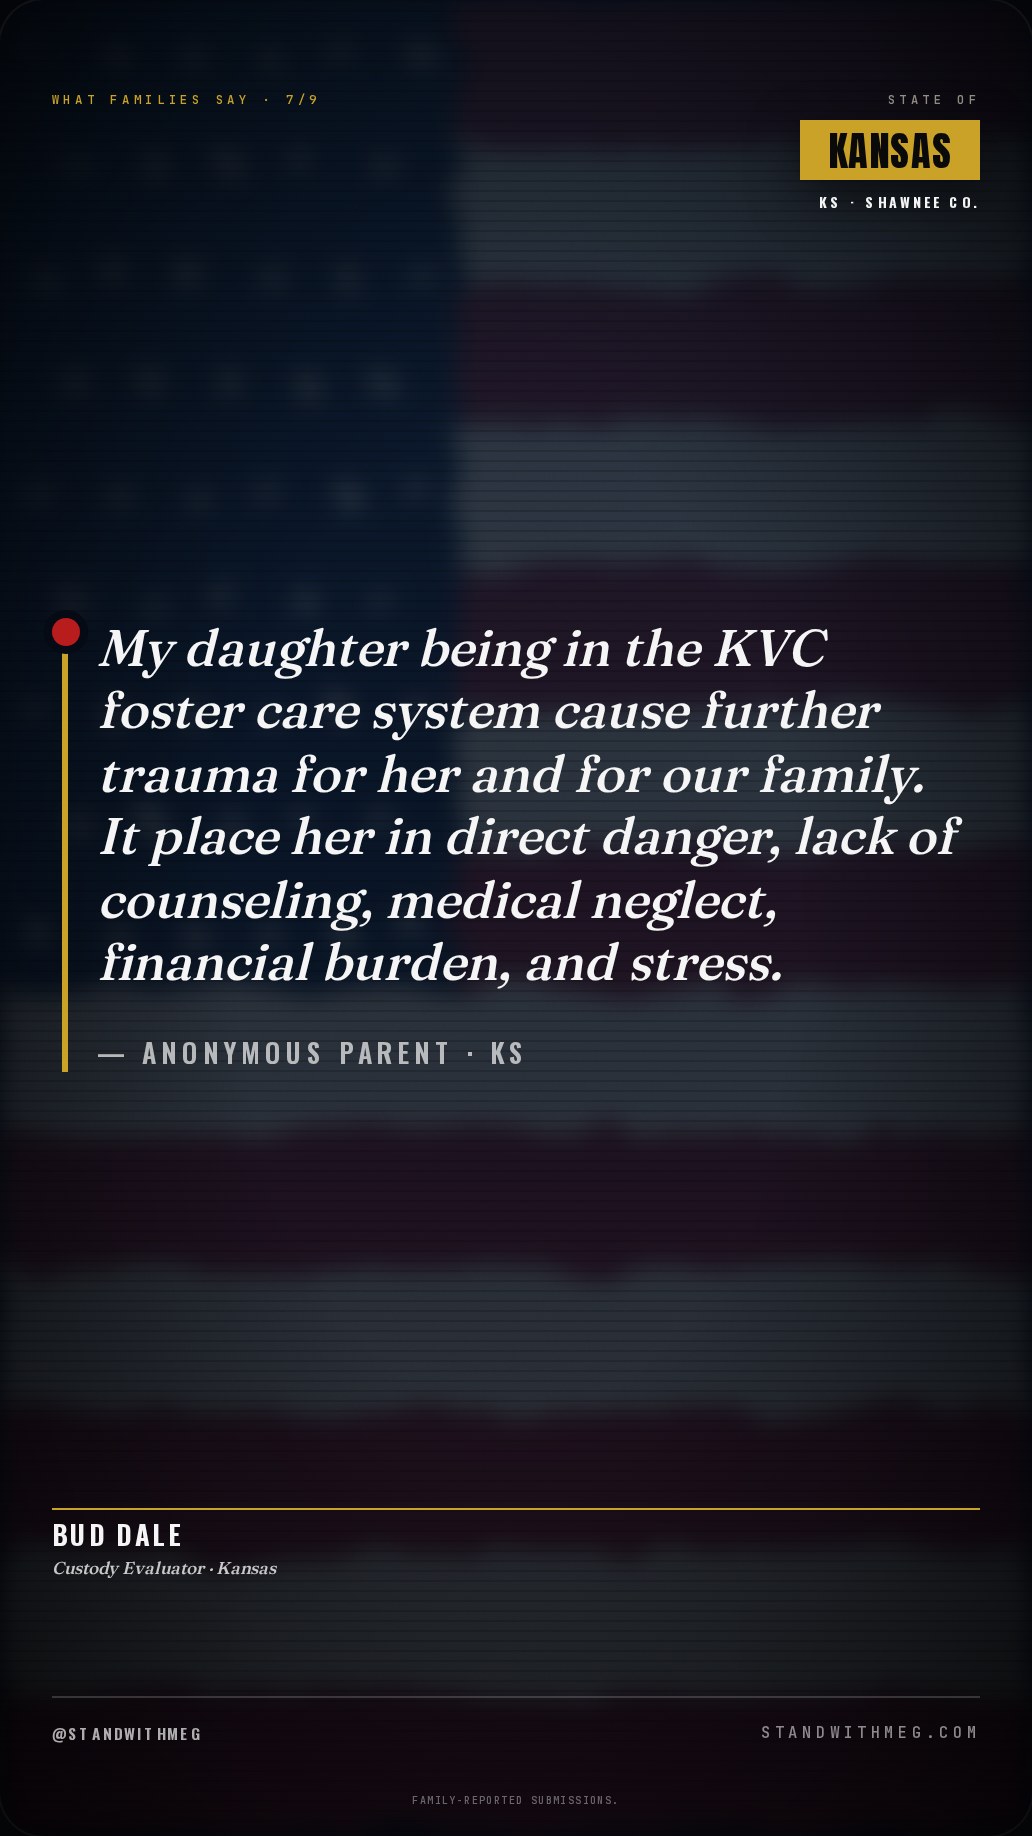 WHAT FAMILIES SAY · 7/9
STATE OF
KANSAS
KS · SHAWNEE CO.
My daughter being in the KVC
foster care system cause further
trauma for her and for our family.
It place her in direct danger, lack of
counseling, medical neglect,
financial burden, and stress.
— ANONYMOUS PARENT · KS
BUD DALE
Custody Evaluator · Kansas
@STANDWITHMEG
STANDWITHMEG.COM
FAMILY-REPORTED SUBMISSIONS.